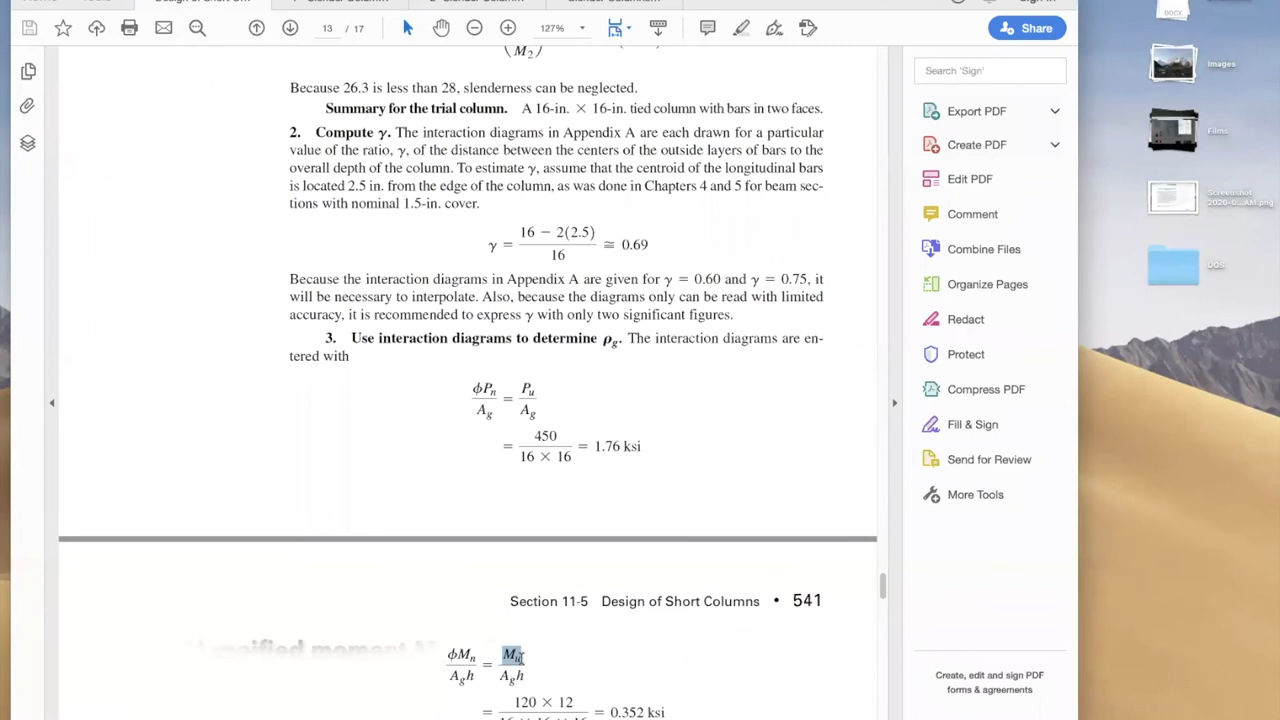 Share
13 / 17
127%
(M₂)
Because 26.3 is less than 28, slenderness can be neglected.
Summary for the trial column. A 16-in. × 16-in. tied column with bars in two faces.
2. Compute γ. The interaction diagrams in Appendix A are each drawn for a particular
value of the ratio, γ, of the distance between the centers of the outside layers of bars to the
overall depth of the column. To estimate γ, assume that the centroid of the longitudinal bars
is located 2.5 in. from the edge of the column, as was done in Chapters 4 and 5 for beam sec-
tions with nominal 1.5-in. cover.
γ = 16 − 2(2.5) / 16 ≅ 0.69
Because the interaction diagrams in Appendix A are given for γ = 0.60 and γ = 0.75, it
will be necessary to interpolate. Also, because the diagrams only can be read with limited
accuracy, it is recommended to express γ with only two significant figures.
3. Use interaction diagrams to determine ρg. The interaction diagrams are en-
tered with
ϕPn / Ag = Pu / Ag
= 450 / 16 × 16 = 1.76 ksi
Section 11-5 Design of Short Columns • 541
ϕMn / Agh = Mu / Agh
= 120 × 12 = 0.352 ksi
Search 'Sign'
Export PDF
Create PDF
Edit PDF
Comment
Combine Files
Organize Pages
Redact
Protect
Compress PDF
Fill & Sign
Send for Review
More Tools
Create, edit and sign PDF
forms & agreements
DOCX
Images
Films
Screenshot
2020-0...AM.png